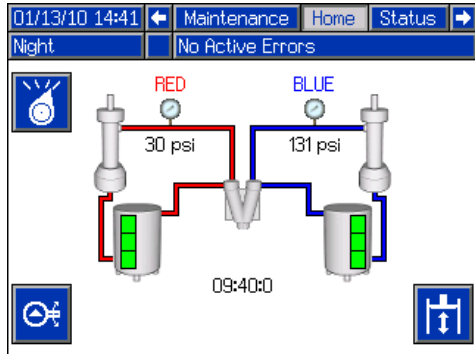 01/13/10 14:41 Maintenance Home Status
Night No Active Errors
RED BLUE
30 psi 131 psi
09:40:0